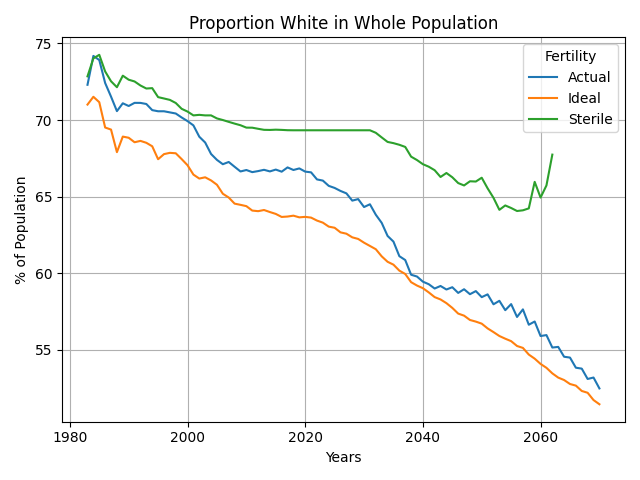 Proportion White in Whole Population
% of Population
75
70
65
60
55
1980
2000
2020
2040
2060
Years
Fertility
Actual
Ideal
Sterile